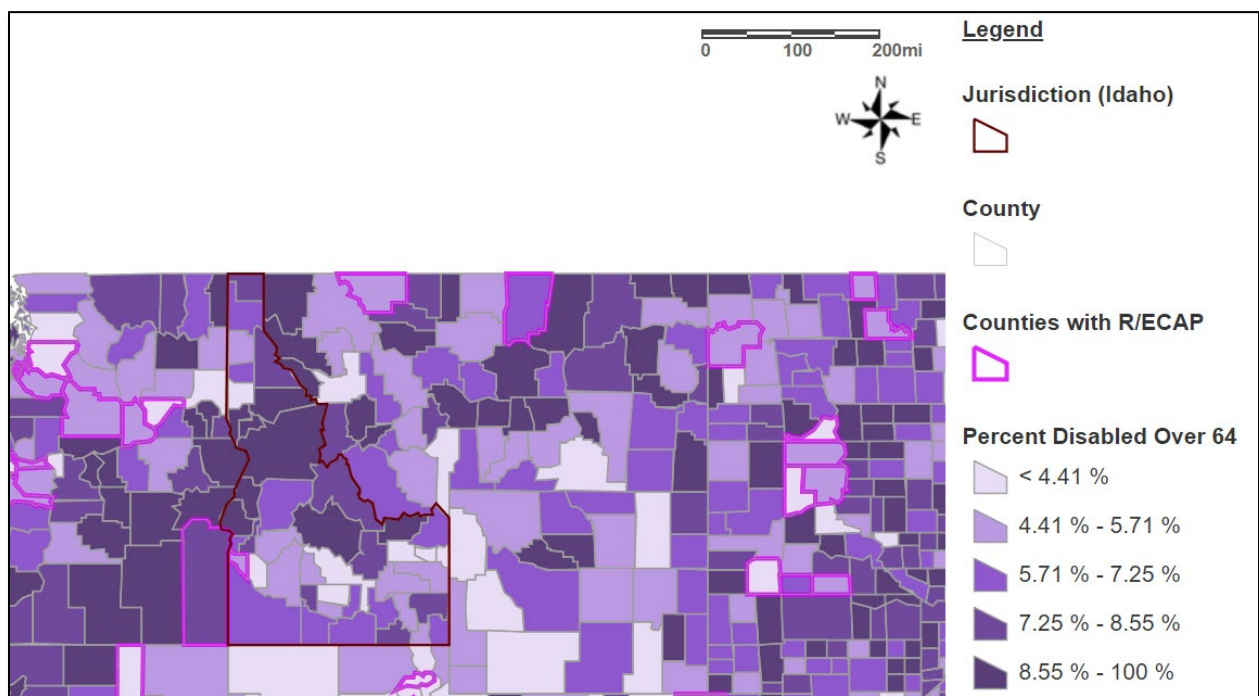 0 100 200mi
N
W E
S
Legend
Jurisdiction (Idaho)
County
Counties with R/ECAP
Percent Disabled Over 64
< 4.41 %
4.41 % - 5.71 %
5.71 % - 7.25 %
7.25 % - 8.55 %
8.55 % - 100 %